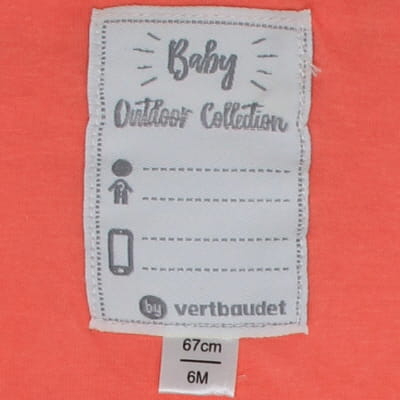 Baby
Outdoor Collection
by vertbaudet
67cm
6M